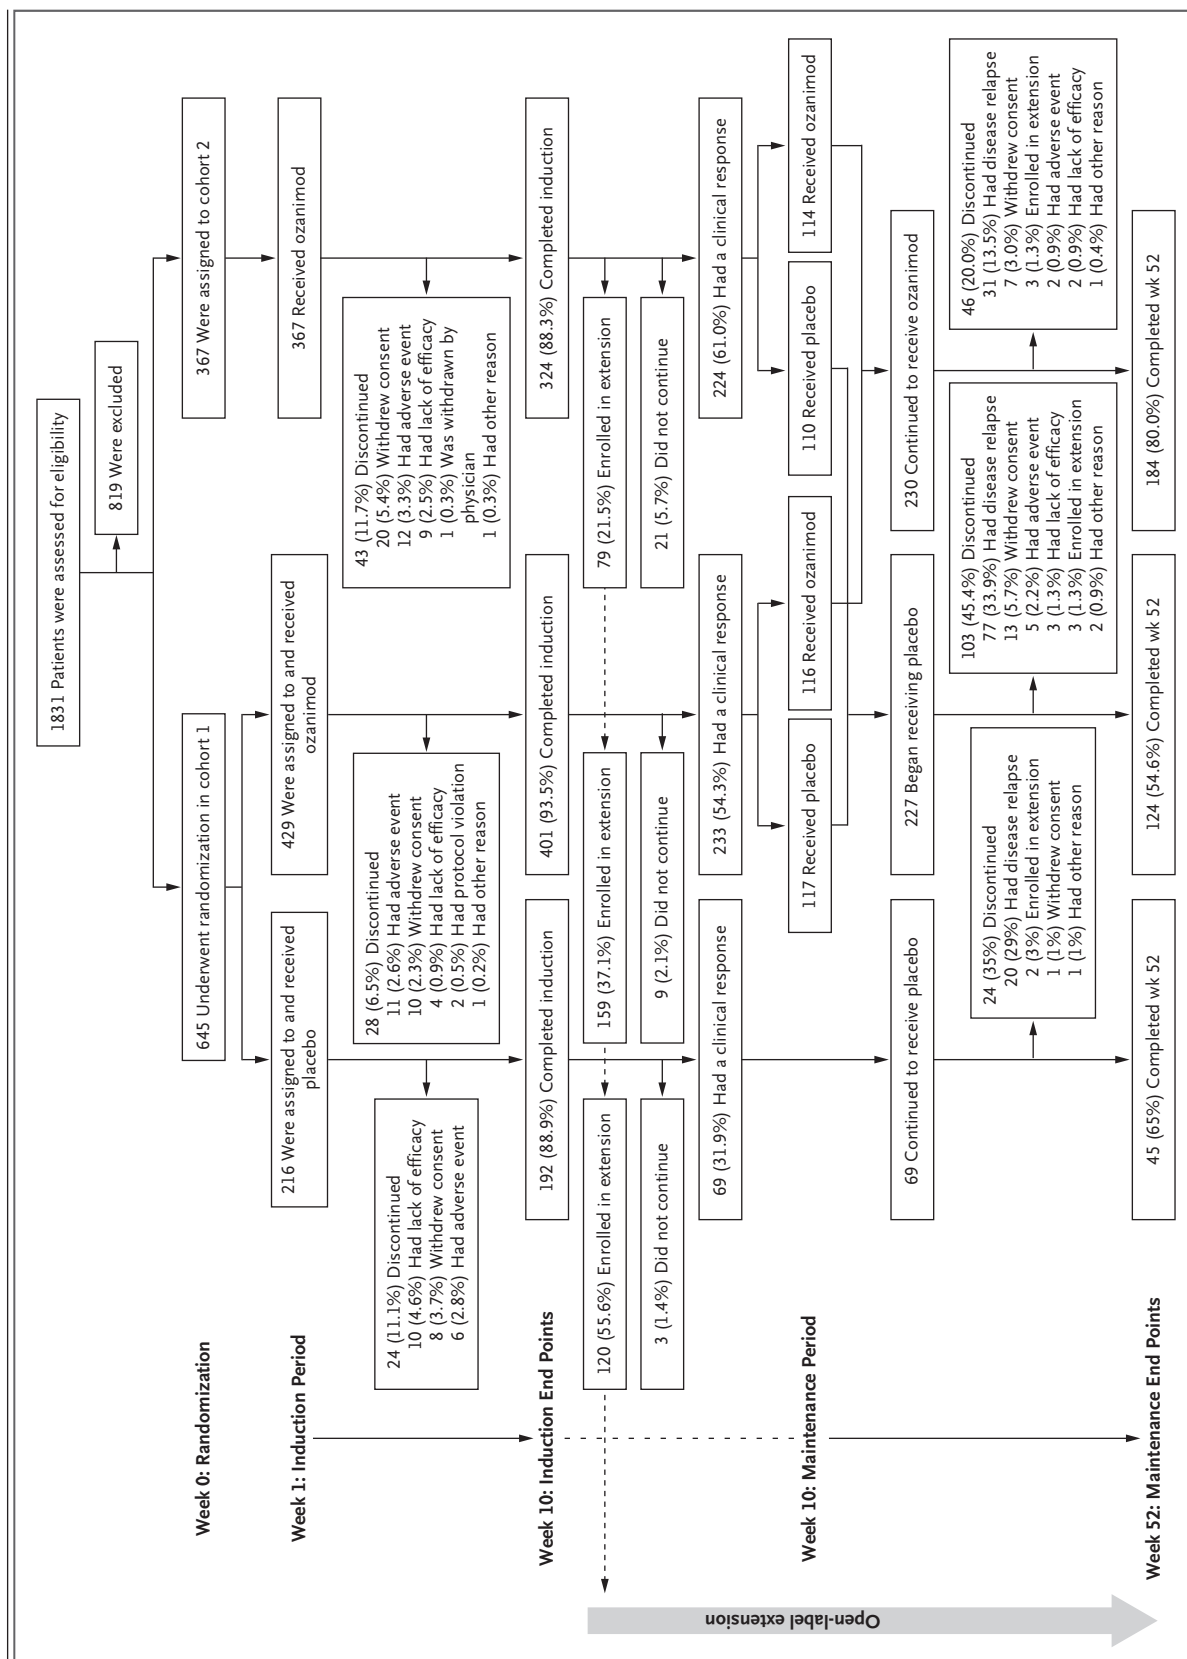 1831 Patients were assessed for eligibility
819 Were excluded
Week 0: Randomization
645 Underwent randomization in cohort 1
367 Were assigned to cohort 2
Week 1: Induction Period
216 Were assigned to and received
placebo
429 Were assigned to and received
ozanimod
367 Received ozanimod
24 (11.1%) Discontinued
10 (4.6%) Had lack of efficacy
8 (3.7%) Withdrew consent
6 (2.8%) Had adverse event
28 (6.5%) Discontinued
11 (2.6%) Had adverse event
10 (2.3%) Withdrew consent
4 (0.9%) Had lack of efficacy
2 (0.5%) Had protocol violation
1 (0.2%) Had other reason
43 (11.7%) Discontinued
20 (5.4%) Withdrew consent
12 (3.3%) Had adverse event
9 (2.5%) Had lack of efficacy
1 (0.3%) Was withdrawn by
physician
1 (0.3%) Had other reason
Week 10: Induction End Points
192 (88.9%) Completed induction
401 (93.5%) Completed induction
324 (88.3%) Completed induction
120 (55.6%) Enrolled in extension
159 (37.1%) Enrolled in extension
79 (21.5%) Enrolled in extension
3 (1.4%) Did not continue
9 (2.1%) Did not continue
21 (5.7%) Did not continue
69 (31.9%) Had a clinical response
233 (54.3%) Had a clinical response
224 (61.0%) Had a clinical response
Week 10: Maintenance Period
117 Received placebo
116 Received ozanimod
110 Received placebo
114 Received ozanimod
Open-label extension
69 Continued to receive placebo
227 Began receiving placebo
230 Continued to receive ozanimod
24 (35%) Discontinued
20 (29%) Had disease relapse
2 (3%) Enrolled in extension
1 (1%) Withdrew consent
1 (1%) Had other reason
103 (45.4%) Discontinued
77 (33.9%) Had disease relapse
13 (5.7%) Withdrew consent
5 (2.2%) Had adverse event
3 (1.3%) Had lack of efficacy
3 (1.3%) Enrolled in extension
2 (0.9%) Had other reason
46 (20.0%) Discontinued
31 (13.5%) Had disease relapse
7 (3.0%) Withdrew consent
3 (1.3%) Enrolled in extension
2 (0.9%) Had adverse event
2 (0.9%) Had lack of efficacy
1 (0.4%) Had other reason
Week 52: Maintenance End Points
45 (65%) Completed wk 52
124 (54.6%) Completed wk 52
184 (80.0%) Completed wk 52